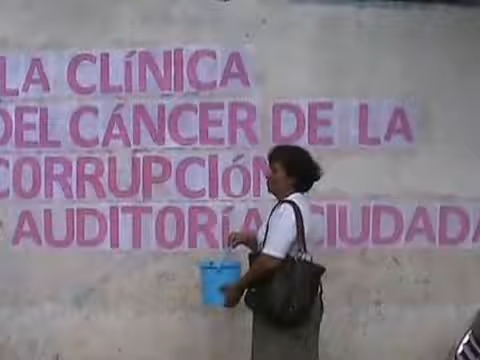 LA CLÍNICA
DEL CÁNCER DE LA
CORRUPCIÓN
AUDITORÍA CIUDADA